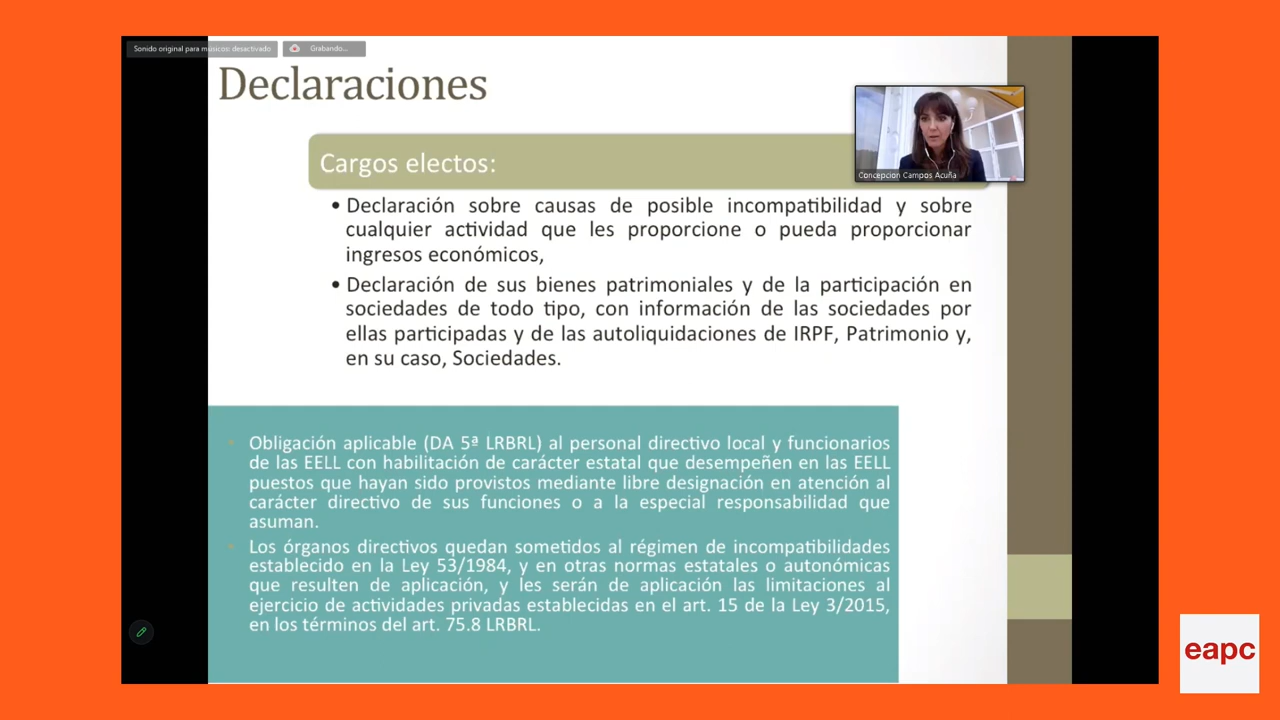 Sonido original para músicos: desactivado
Grabando...
Declaraciones
Concepcion Campos Acuña
Cargos electos:
• Declaración sobre causas de posible incompatibilidad y sobre
cualquier actividad que les proporcione o pueda proporcionar
ingresos económicos,
• Declaración de sus bienes patrimoniales y de la participación en
sociedades de todo tipo, con información de las sociedades por
ellas participadas y de las autoliquidaciones de IRPF, Patrimonio y,
en su caso, Sociedades.
• Obligación aplicable (DA 5ª LRBRL) al personal directivo local y funcionarios
de las EELL con habilitación de carácter estatal que desempeñen en las EELL
puestos que hayan sido provistos mediante libre designación en atención al
carácter directivo de sus funciones o a la especial responsabilidad que
asuman.
• Los órganos directivos quedan sometidos al régimen de incompatibilidades
establecido en la Ley 53/1984, y en otras normas estatales o autonómicas
que resulten de aplicación, y les serán de aplicación las limitaciones al
ejercicio de actividades privadas establecidas en el art. 15 de la Ley 3/2015,
en los términos del art. 75.8 LRBRL.
eapc